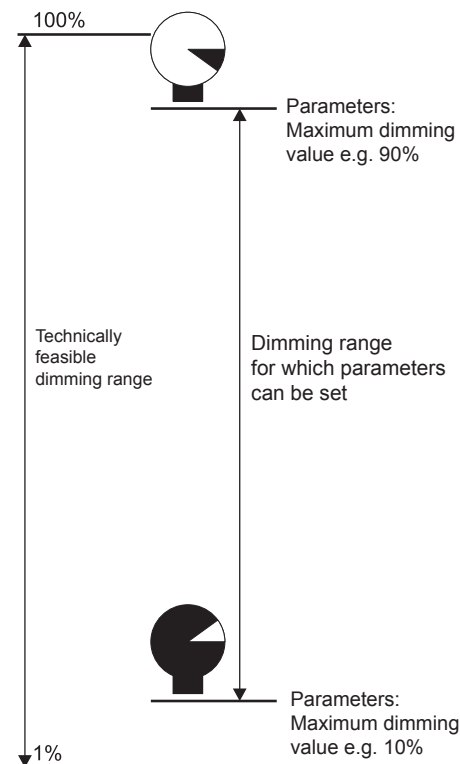 100%
Parameters:
Maximum dimming
value e.g. 90%
Technically
feasible
dimming range
Dimming range
for which parameters
can be set
Parameters:
Maximum dimming
value e.g. 10%
1%